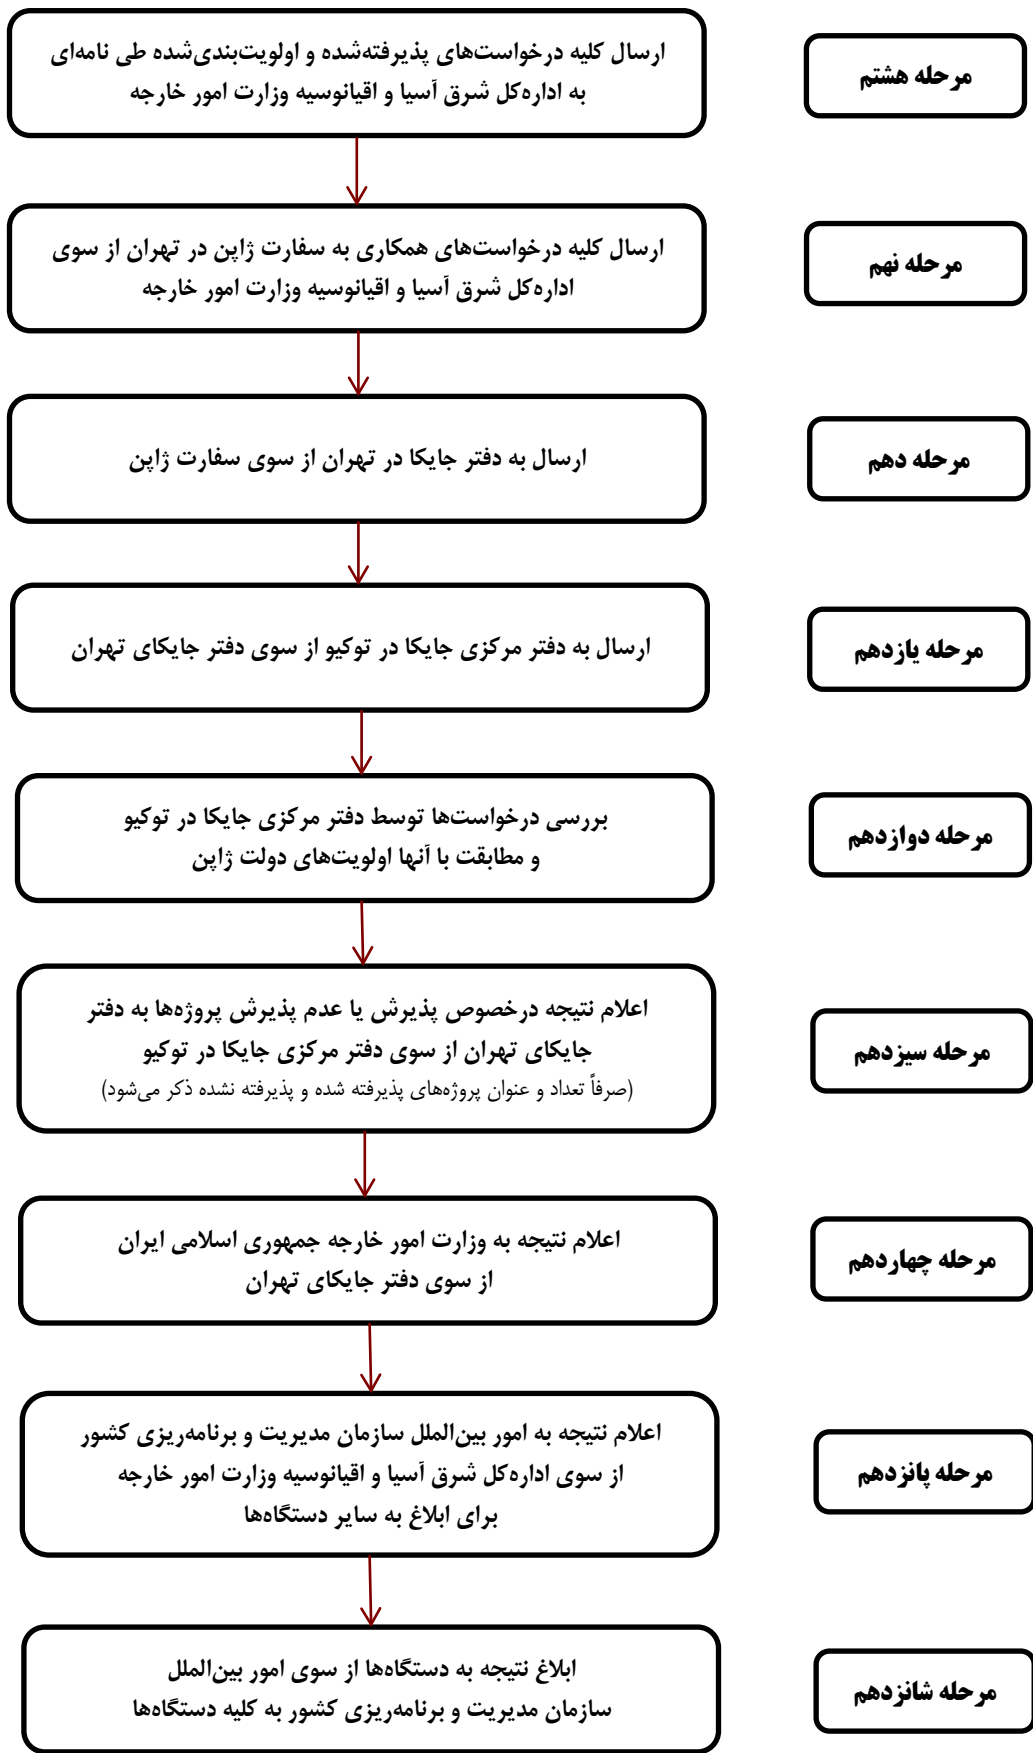 مرحله هشتم
ارسال کلیه درخواست‌های پذیرفته‌شده و اولویت‌بندی‌شده طی نامه‌ای
به اداره‌کل شرق آسیا و اقیانوسیه وزارت امور خارجه
مرحله نهم
ارسال کلیه درخواست‌های همکاری به سفارت ژاپن در تهران از سوی
اداره‌کل شرق آسیا و اقیانوسیه وزارت امور خارجه
مرحله دهم
ارسال به دفتر جایکا در تهران از سوی سفارت ژاپن
مرحله یازدهم
ارسال به دفتر مرکزی جایکا در توکیو از سوی دفتر جایکای تهران
مرحله دوازدهم
بررسی درخواست‌ها توسط دفتر مرکزی جایکا در توکیو
و مطابقت با آنها اولویت‌های دولت ژاپن
مرحله سیزدهم
اعلام نتیجه درخصوص پذیرش یا عدم پذیرش پروژه‌ها به دفتر
جایکای تهران از سوی دفتر مرکزی جایکا در توکیو
(صرفاً تعداد و عنوان پروژه‌های پذیرفته شده و پذیرفته نشده ذکر می‌شود)
مرحله چهاردهم
اعلام نتیجه به وزارت امور خارجه جمهوری اسلامی ایران
از سوی دفتر جایکای تهران
مرحله پانزدهم
اعلام نتیجه به امور بین‌الملل سازمان مدیریت و برنامه‌ریزی کشور
از سوی اداره‌کل شرق آسیا و اقیانوسیه وزارت امور خارجه
برای ابلاغ به سایر دستگاه‌ها
مرحله شانزدهم
ابلاغ نتیجه به دستگاه‌ها از سوی امور بین‌الملل
سازمان مدیریت و برنامه‌ریزی کشور به کلیه دستگاه‌ها